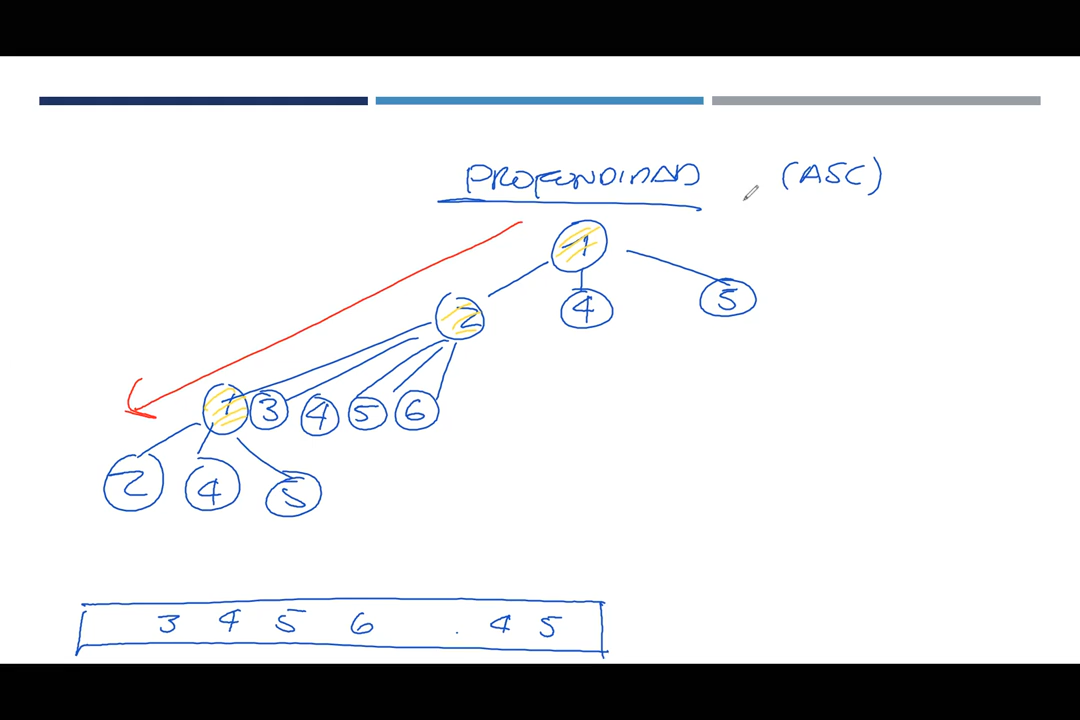 PROFUNDIDAD (ASC)
1
2 4 5
1 3 4 5 6
2 4 5
3 4 5 6 . 4 5